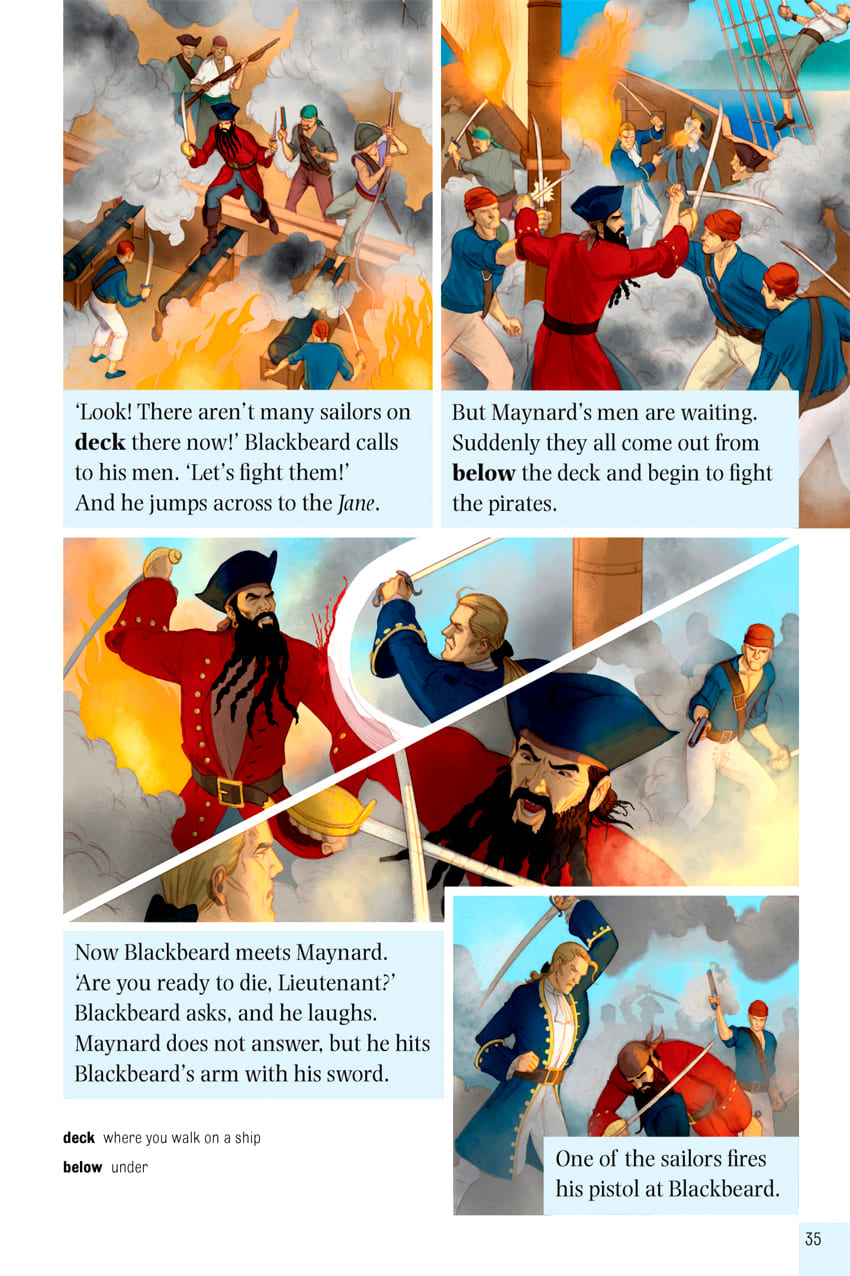 ‘Look! There aren’t many sailors on
deck there now!’ Blackbeard calls
to his men. ‘Let’s fight them!’
And he jumps across to the Jane.
But Maynard’s men are waiting.
Suddenly they all come out from
below the deck and begin to fight
the pirates.
Now Blackbeard meets Maynard.
‘Are you ready to die, Lieutenant?’
Blackbeard asks, and he laughs.
Maynard does not answer, but he hits
Blackbeard’s arm with his sword.
One of the sailors fires
his pistol at Blackbeard.
deck where you walk on a ship
below under
35